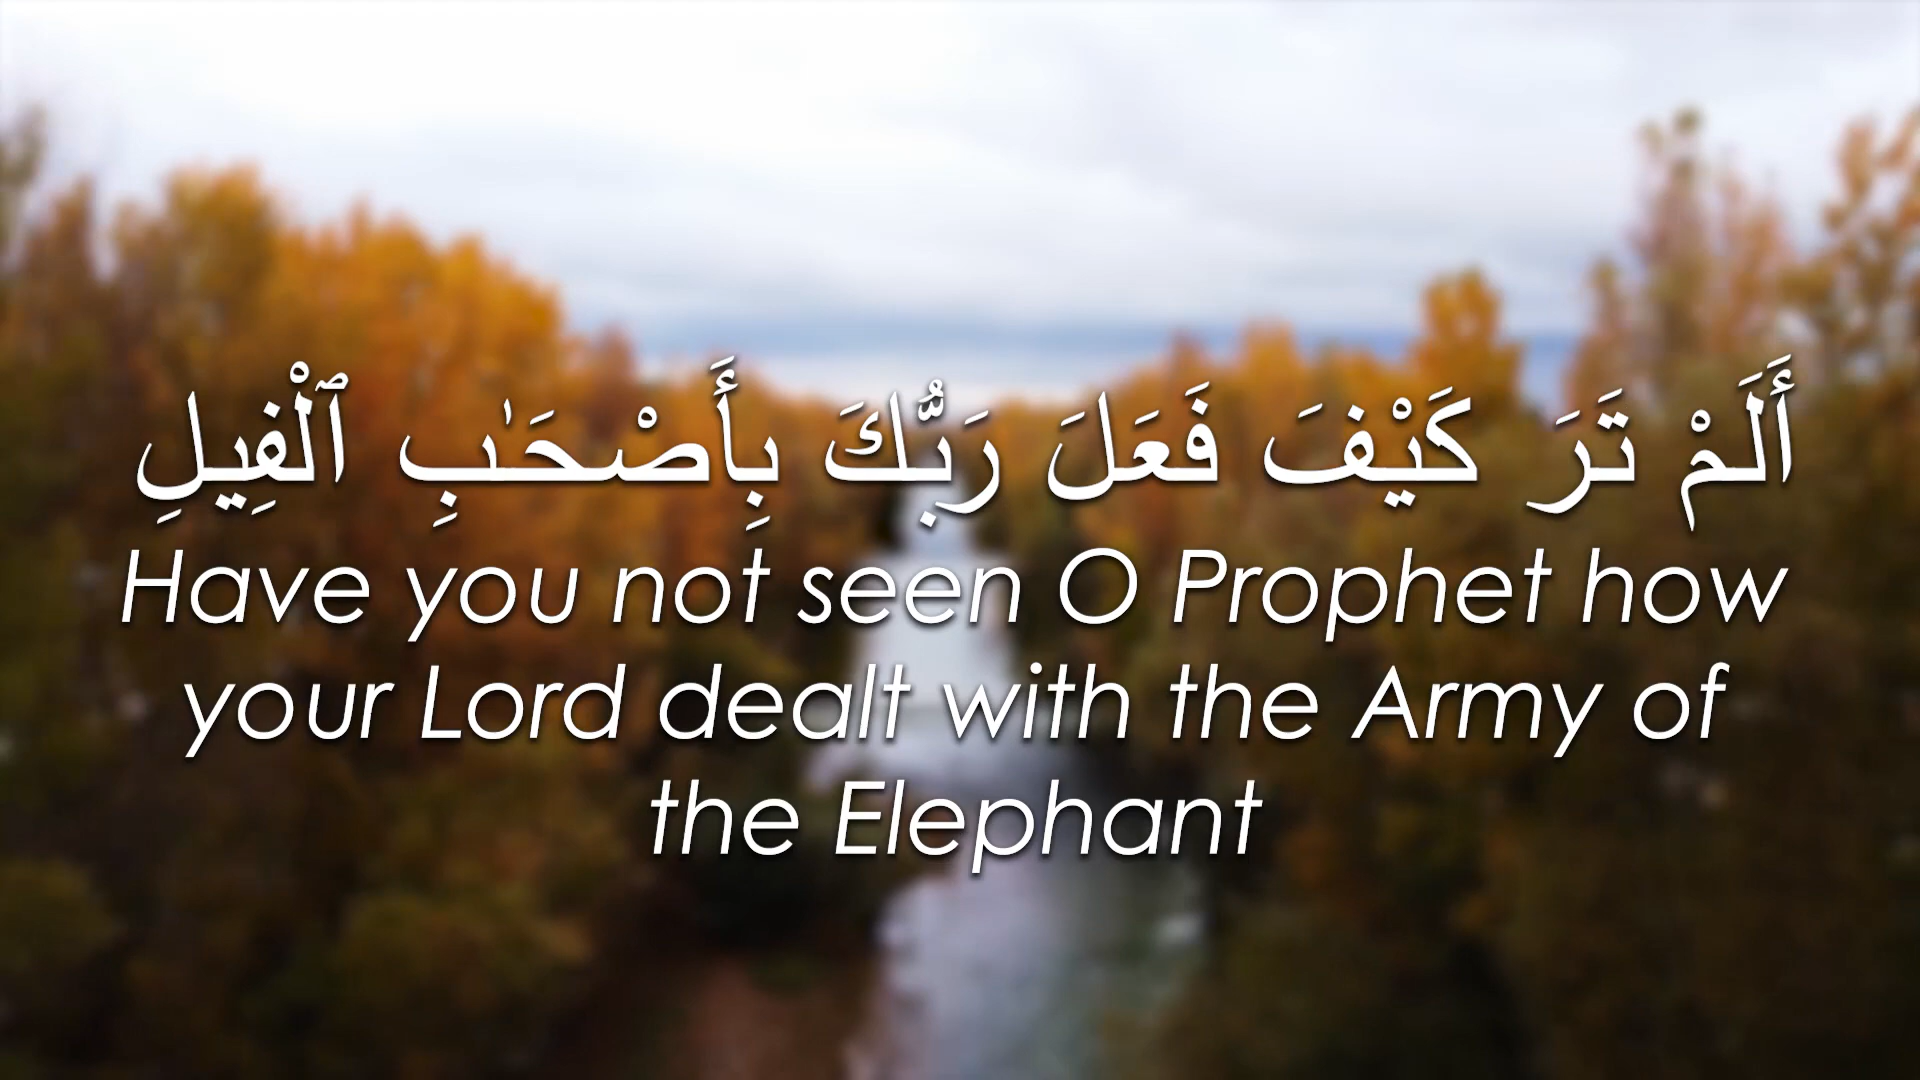 أَلَمْ تَرَ كَيْفَ فَعَلَ رَبُّكَ بِأَصْحَـٰبِ ٱلْفِيلِ
Have you not seen O Prophet how
your Lord dealt with the Army of
the Elephant